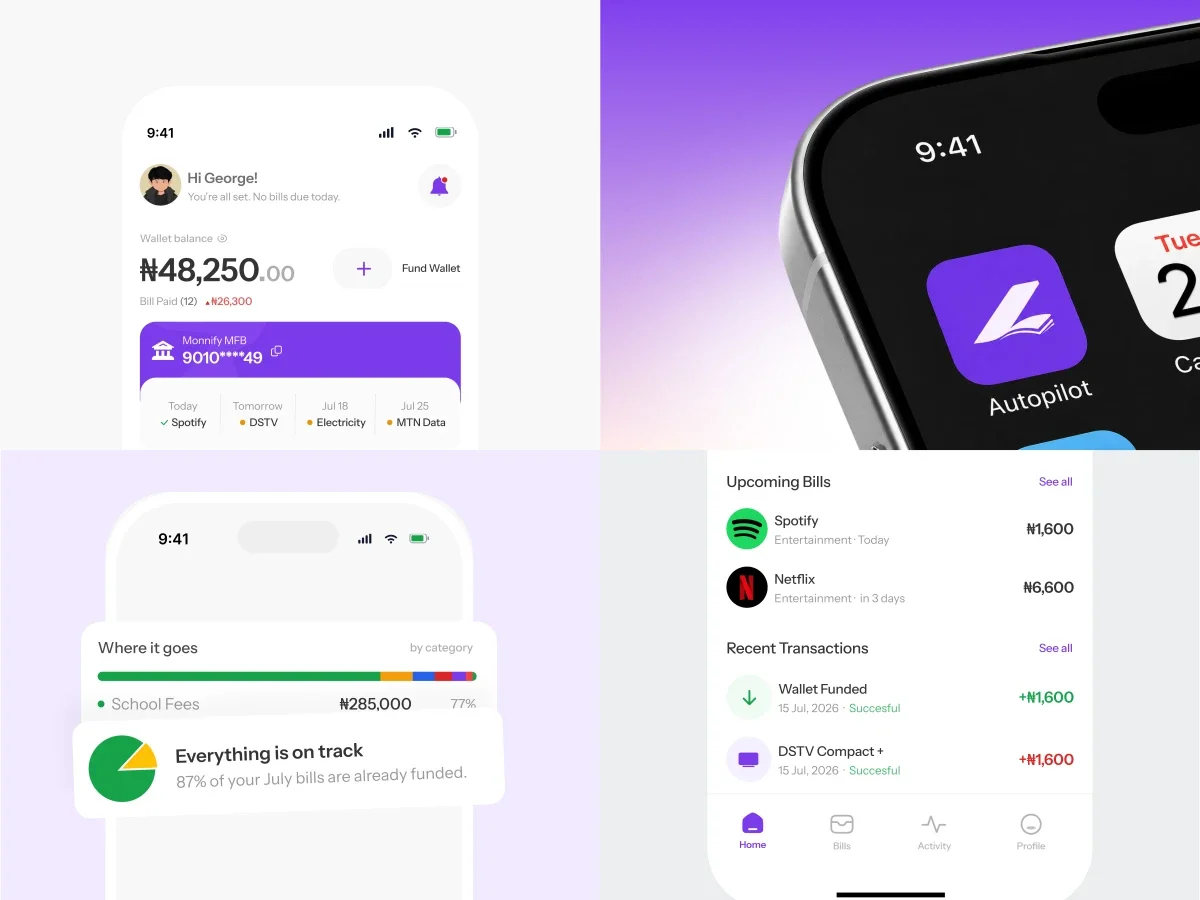 9:41
Hi George!
You're all set. No bills due today.
Wallet balance
₦48,250.00
Fund Wallet
Bill Paid (12) ▲₦26,300
Monnify MFB
9010****49
Today Tomorrow Jul 18 Jul 25
Spotify DSTV Electricity MTN Data
9:41
Tue
2
Autopilot
Ca
9:41
Where it goes by category
School Fees ₦285,000 77%
Everything is on track
87% of your July bills are already funded.
Upcoming Bills See all
Spotify
Entertainment · Today
₦1,600
Netflix
Entertainment · in 3 days
₦6,600
Recent Transactions See all
Wallet Funded
15 Jul, 2026 · Succesful
+₦1,600
DSTV Compact +
15 Jul, 2026 · Succesful
+₦1,600
Home Bills Activity Profile